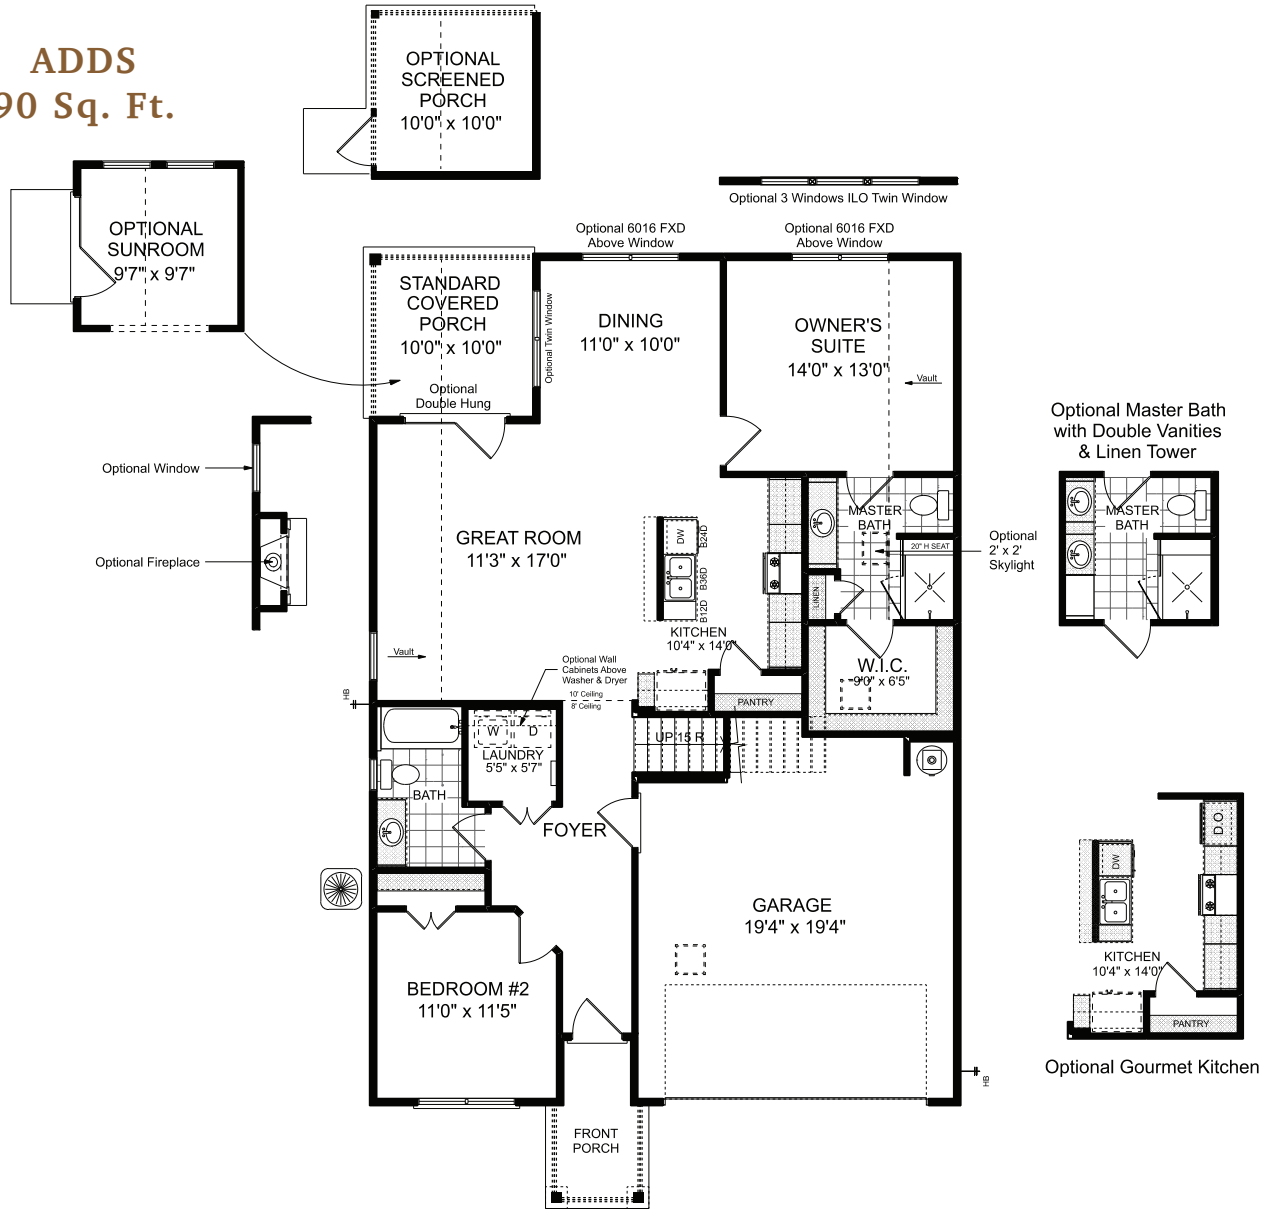 ADDS
90 Sq. Ft.
OPTIONAL
SCREENED
PORCH
10'0" x 10'0"
OPTIONAL
SUNROOM
9'7" x 9'7"
Optional 3 Windows ILO Twin Window
Optional 6016 FXD
Above Window
Optional 6016 FXD
Above Window
STANDARD
COVERED
PORCH
10'0" x 10'0"
Optional
Double Hung
Optional Twin Window
DINING
11'0" x 10'0"
OWNER'S
SUITE
14'0" x 13'0"
Vault
Optional Window
Optional Fireplace
GREAT ROOM
11'3" x 17'0"
Vault
HB
DW
B24D
B36D
B12D
KITCHEN
10'4" x 14'0"
PANTRY
MASTER
BATH
20" H SEAT
LINEN
Optional
2' x 2'
Skylight
W.I.C.
9'0" x 6'5"
Optional Master Bath
with Double Vanities
& Linen Tower
MASTER
BATH
Optional Wall
Cabinets Above
Washer & Dryer
10' Ceiling
8' Ceiling
W
D
LAUNDRY
5'5" x 5'7"
UP 15 R
BATH
FOYER
GARAGE
19'4" x 19'4"
BEDROOM #2
11'0" x 11'5"
FRONT
PORCH
HB
D.O.
DW
KITCHEN
10'4" x 14'0"
PANTRY
Optional Gourmet Kitchen